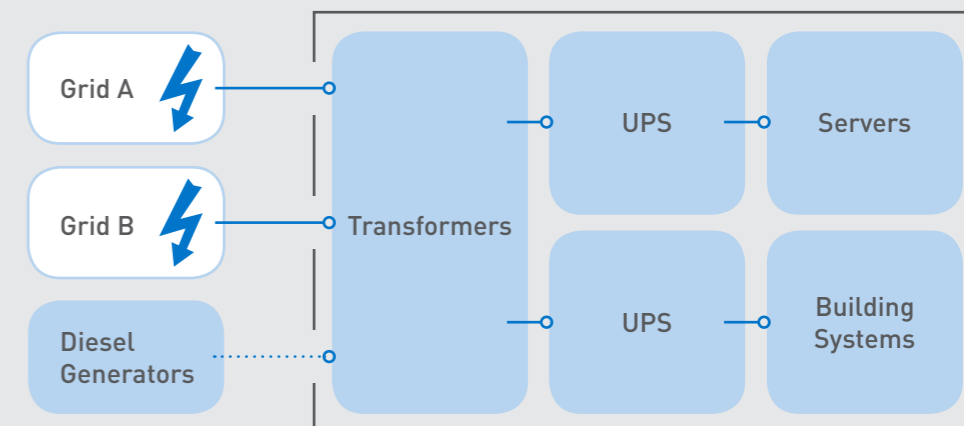 Grid A
Grid B
Diesel
Generators
Transformers
UPS
Servers
UPS
Building
Systems